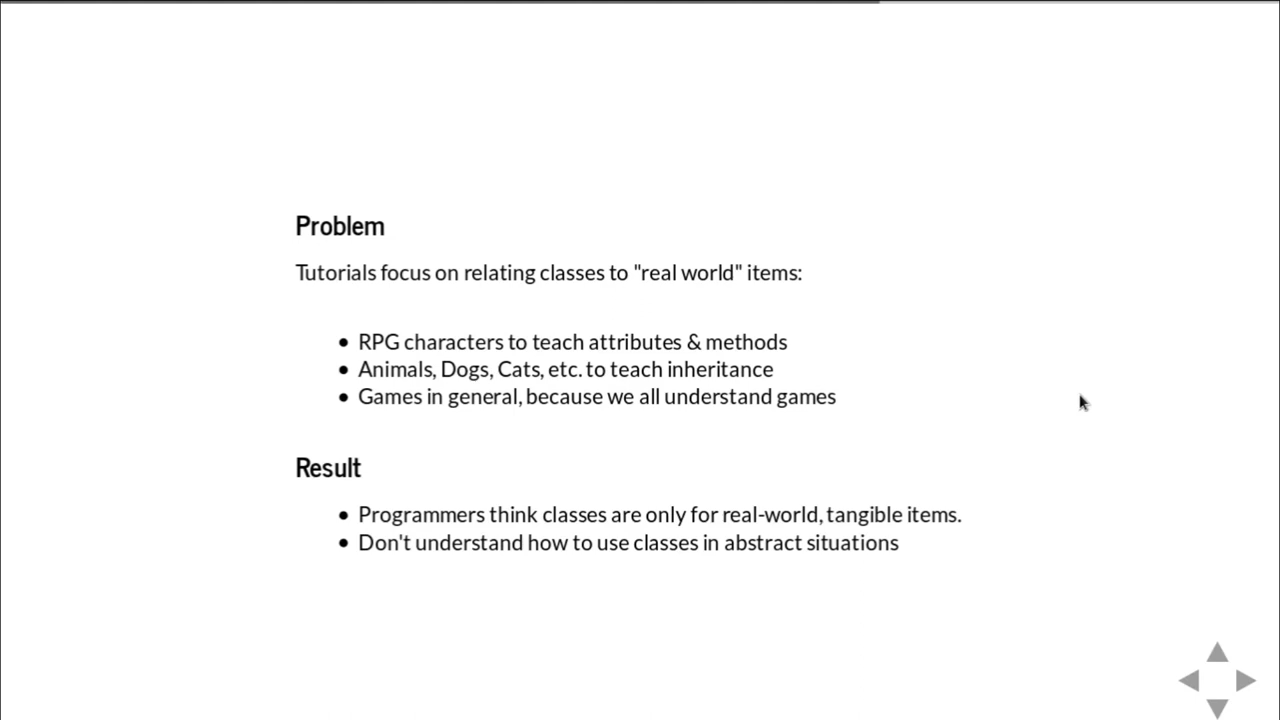 Problem
Tutorials focus on relating classes to "real world" items:
• RPG characters to teach attributes & methods
• Animals, Dogs, Cats, etc. to teach inheritance
• Games in general, because we all understand games
Result
• Programmers think classes are only for real-world, tangible items.
• Don't understand how to use classes in abstract situations